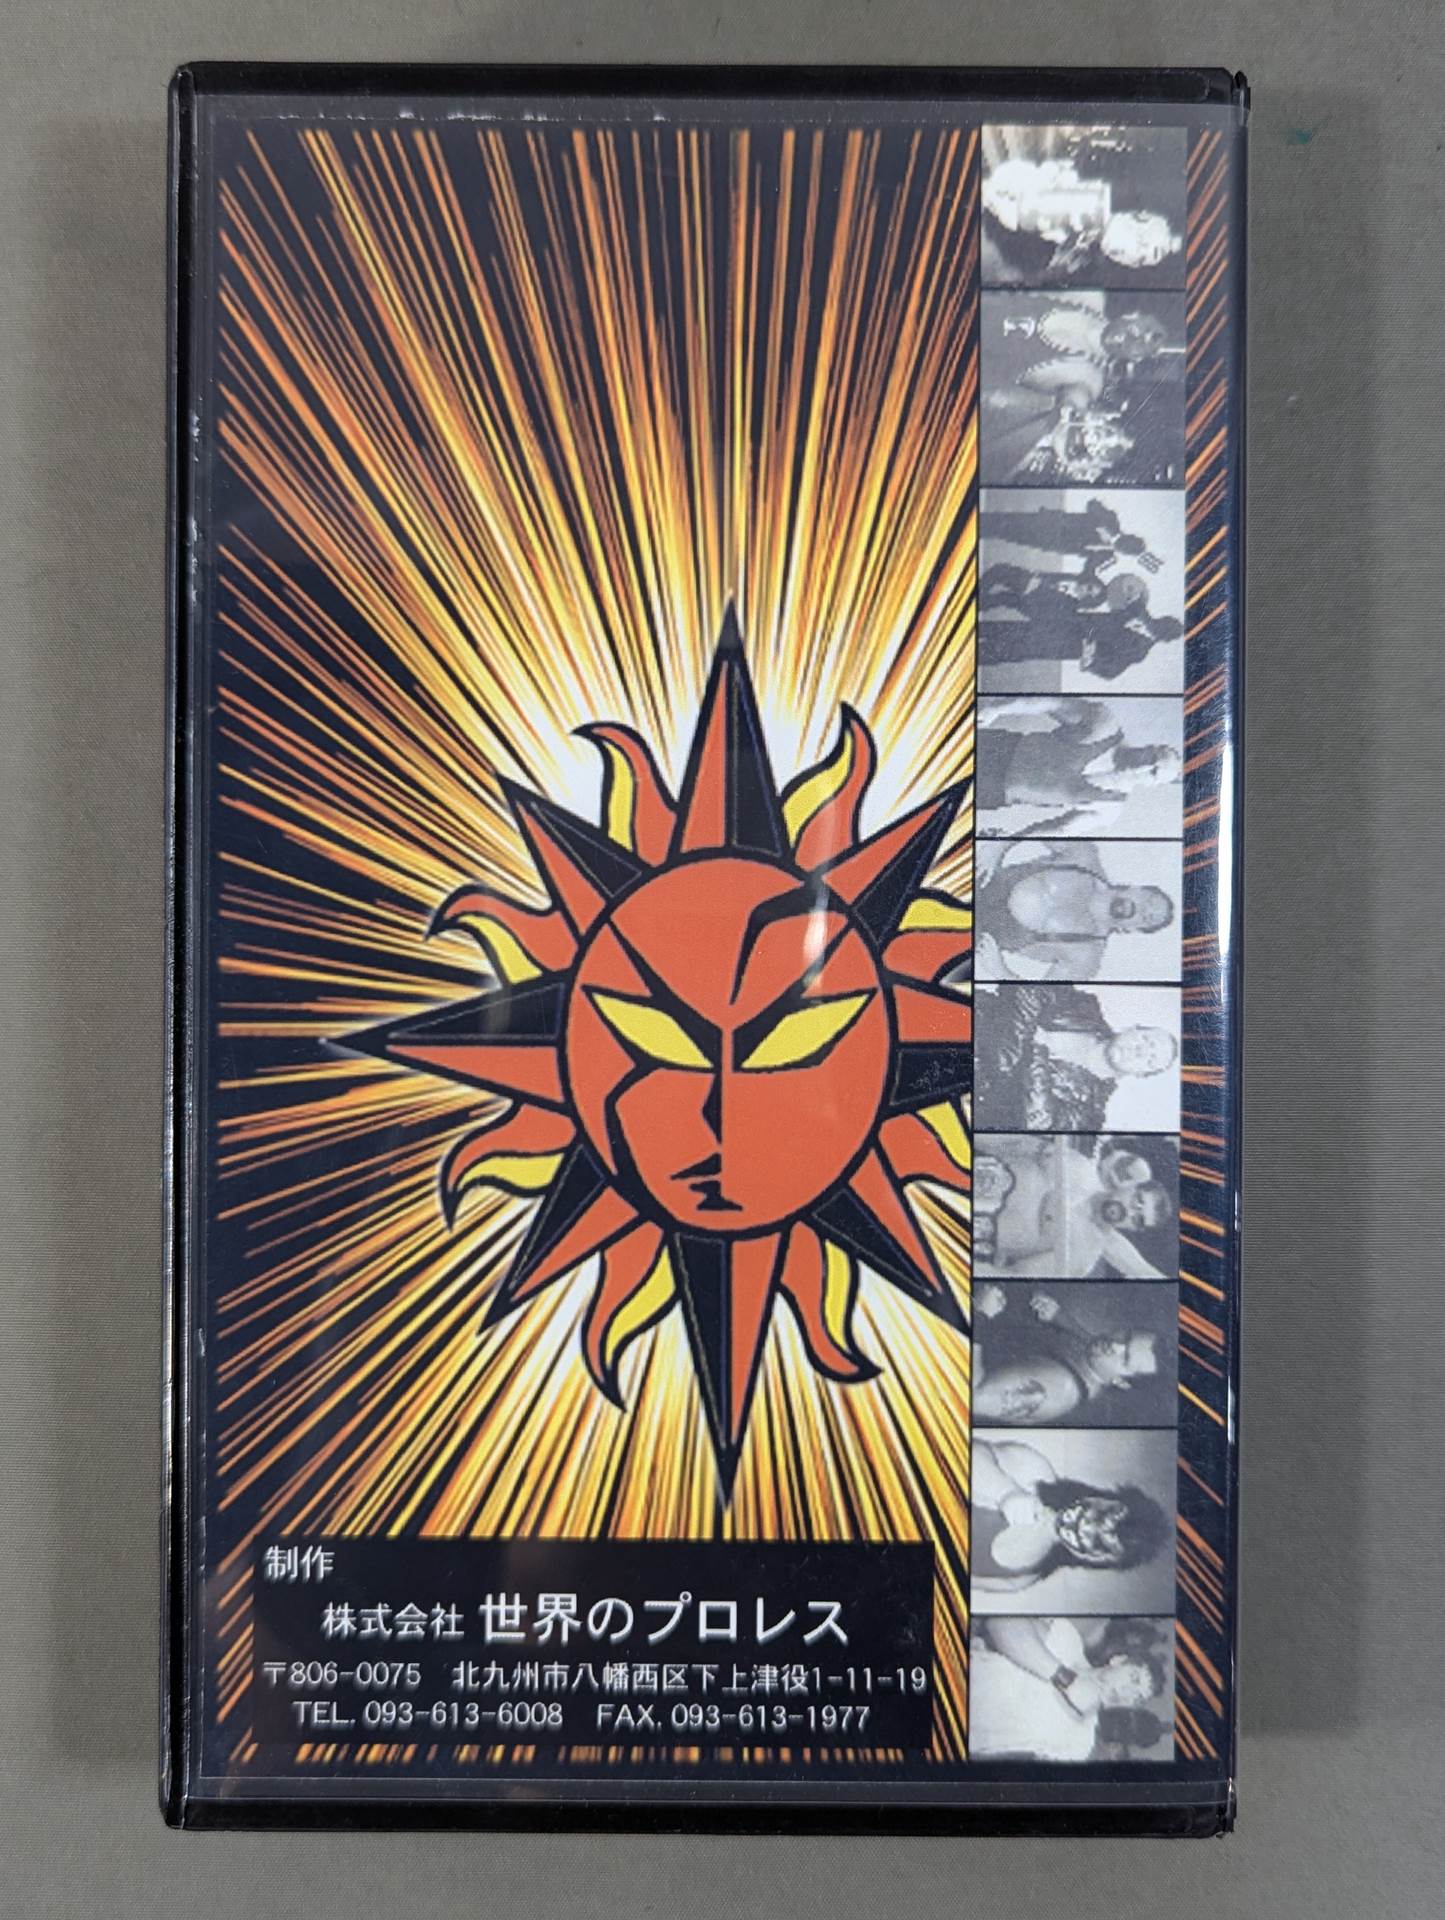 制作
株式会社 世界のプロレス
〒806-0075 北九州市八幡西区下上津役1-11-19
TEL. 093-613-6008 FAX. 093-613-1977